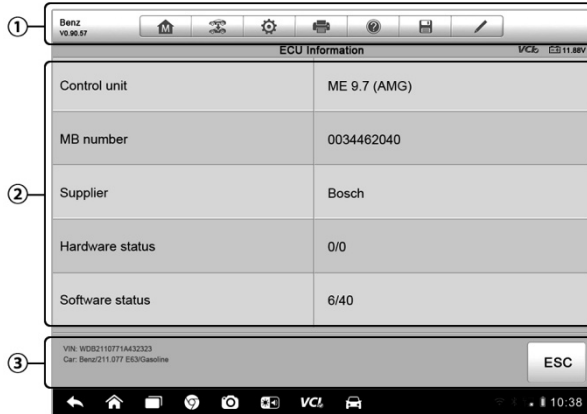 ①
Benz
V0.90.57
M
ECU Information
VCI
11.88V
②
Control unit
ME 9.7 (AMG)
MB number
0034462040
Supplier
Bosch
Hardware status
0/0
Software status
6/40
③
VIN: WDB2110771A432323
Car: Benz/211.077 E63/Gasoline
ESC
VCI
10:38